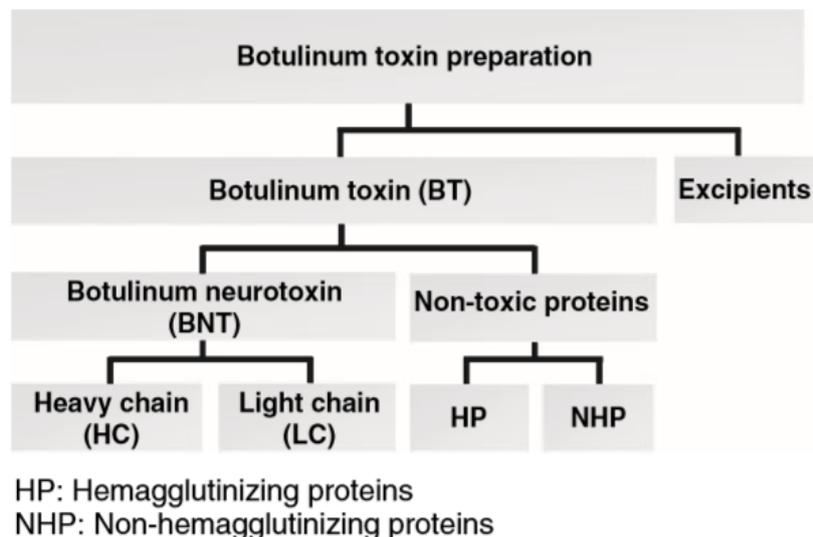 Botulinum toxin preparation
Botulinum toxin (BT)
Excipients
Botulinum neurotoxin
(BNT)
Non-toxic proteins
Heavy chain
(HC)
Light chain
(LC)
HP
NHP
HP: Hemagglutinizing proteins
NHP: Non-hemagglutinizing proteins